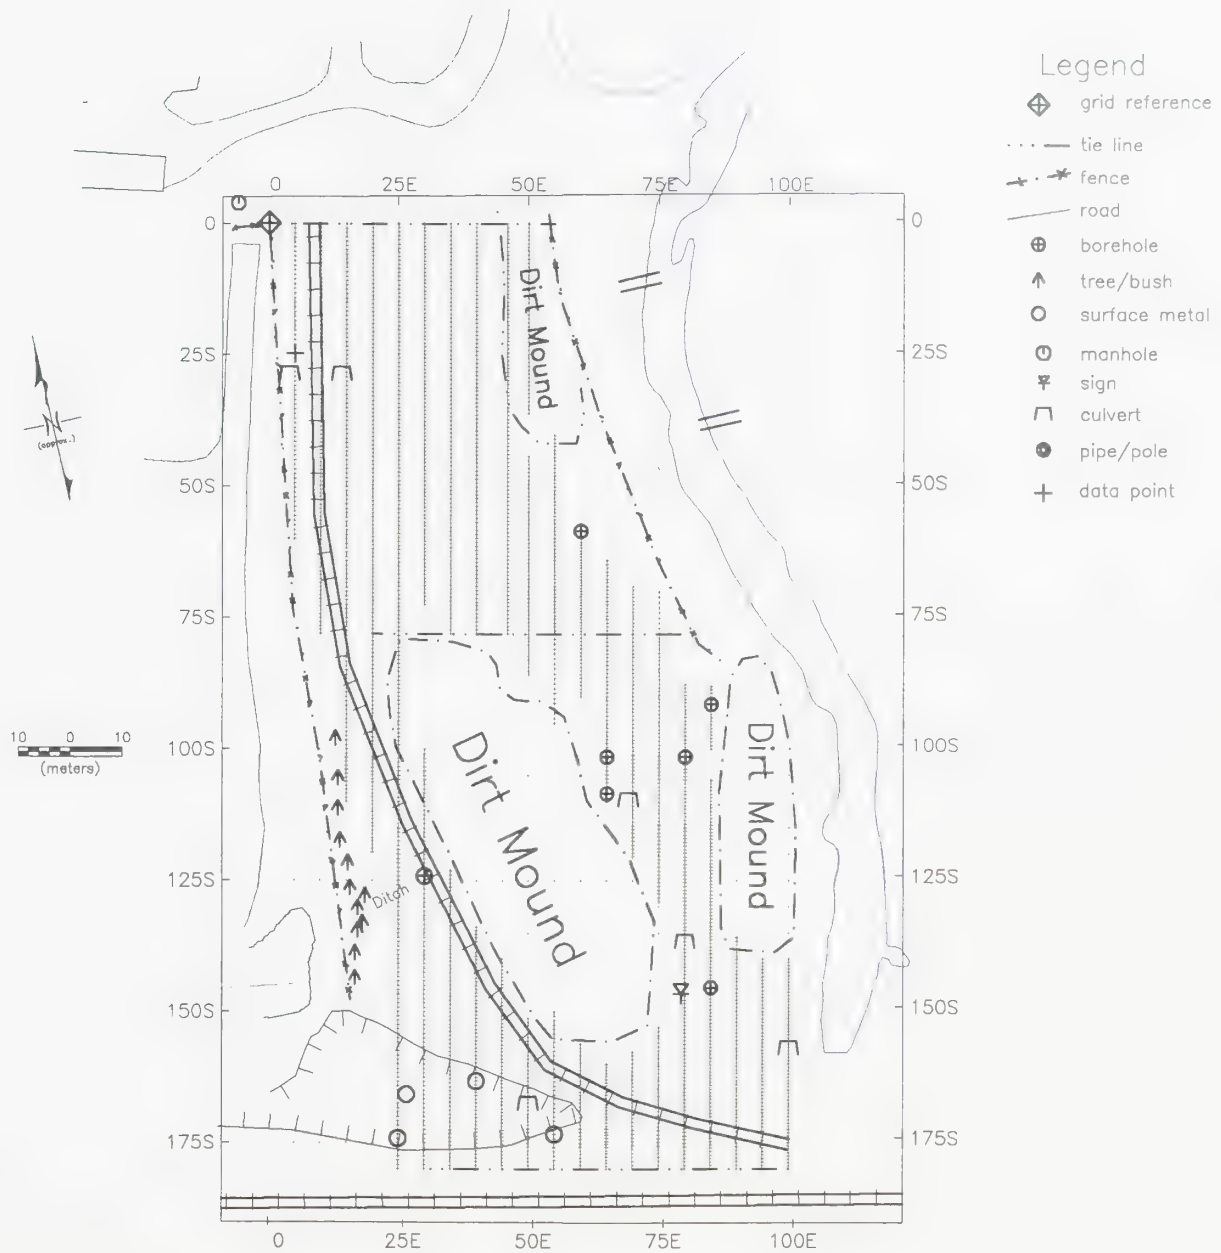 Legend
grid reference
tie line
fence
road
borehole
tree/bush
surface metal
manhole
sign
culvert
pipe/pole
data point
0 25E 50E 75E 100E
0 0
25S 25S
50S 50S
75S 75S
100S 100S
125S 125S
150S 150S
175S 175S
0 25E 50E 75E 100E
N
(approx.)
10 0 10
(meters)
Dirt Mound
Dirt Mound
Dirt Mound
Ditch